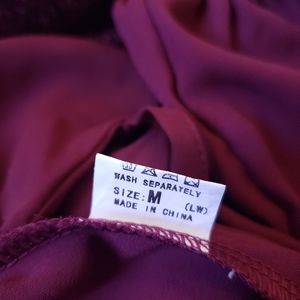 WASH SEPARATELY
SIZE: M (LW)
MADE IN CHINA